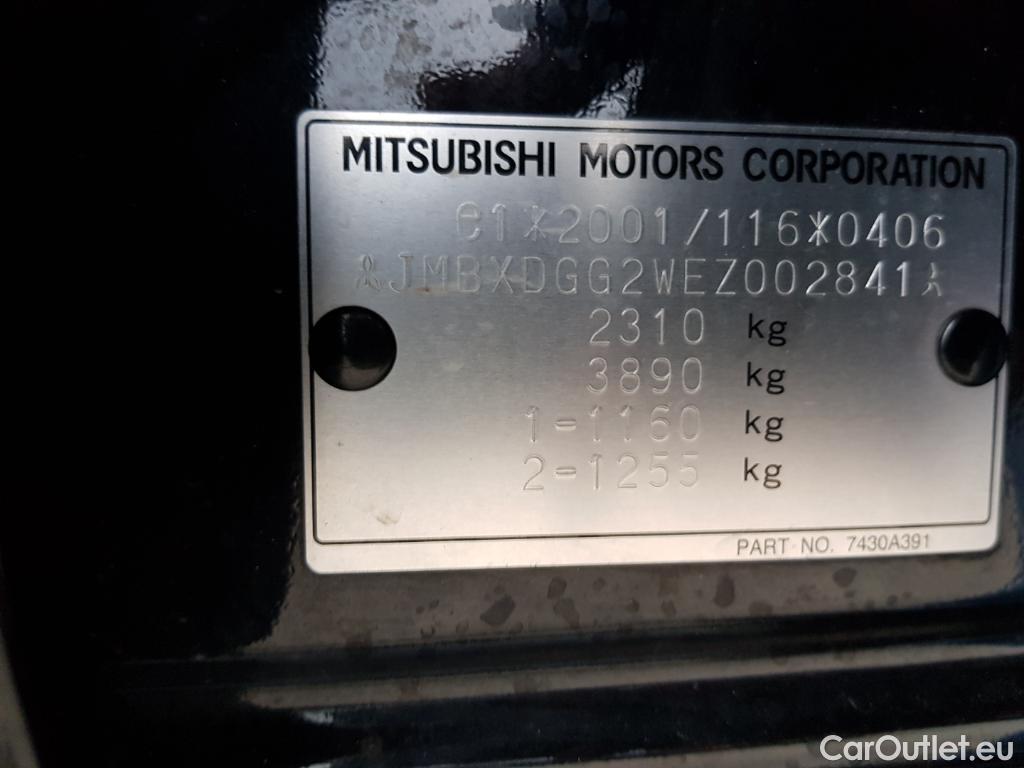 MITSUBISHI MOTORS CORPORATION
e1*2001/116*0406
JMBXDGG2WEZ002841
2310 kg
3890 kg
1=1160 kg
2=1255 kg
PART NO. 7430A391
CarOutlet.eu